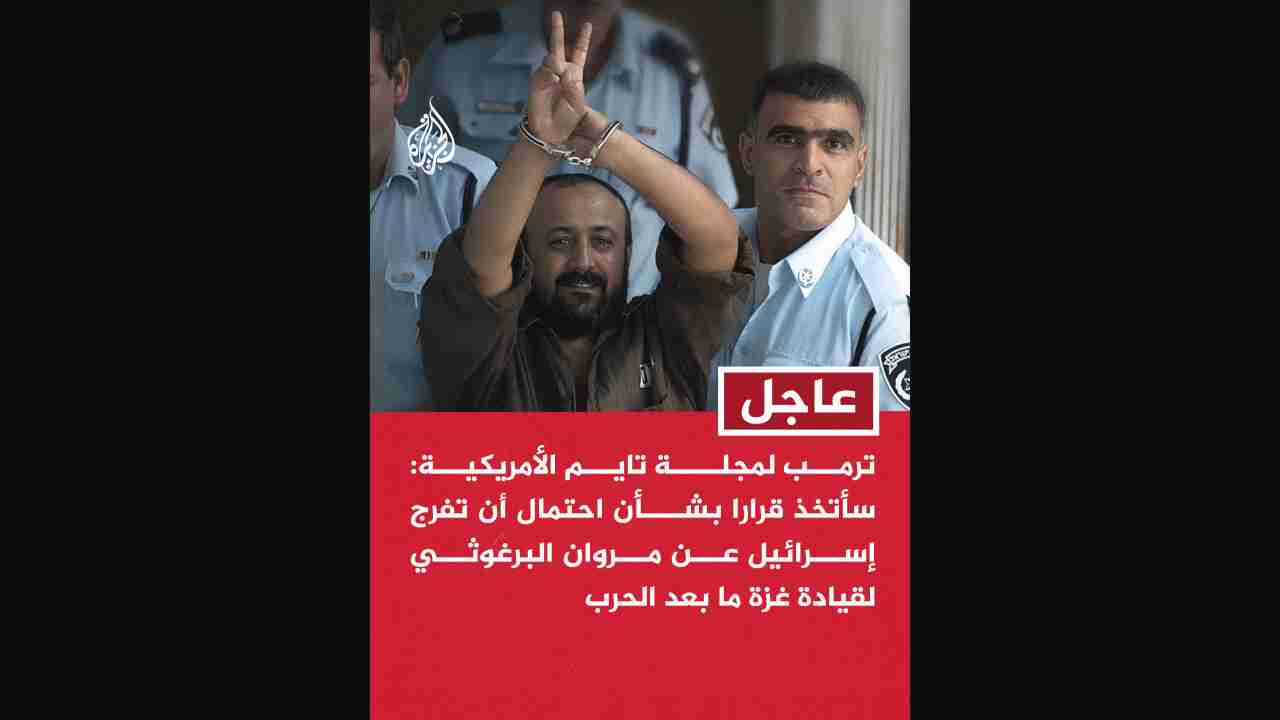 الجزيرة
عاجل
ترمب لمجلة تايم الأمريكية:
سأتخذ قرارا بشأن احتمال أن تفرج
إسرائيل عن مروان البرغوثي
لقيادة غزة ما بعد الحرب